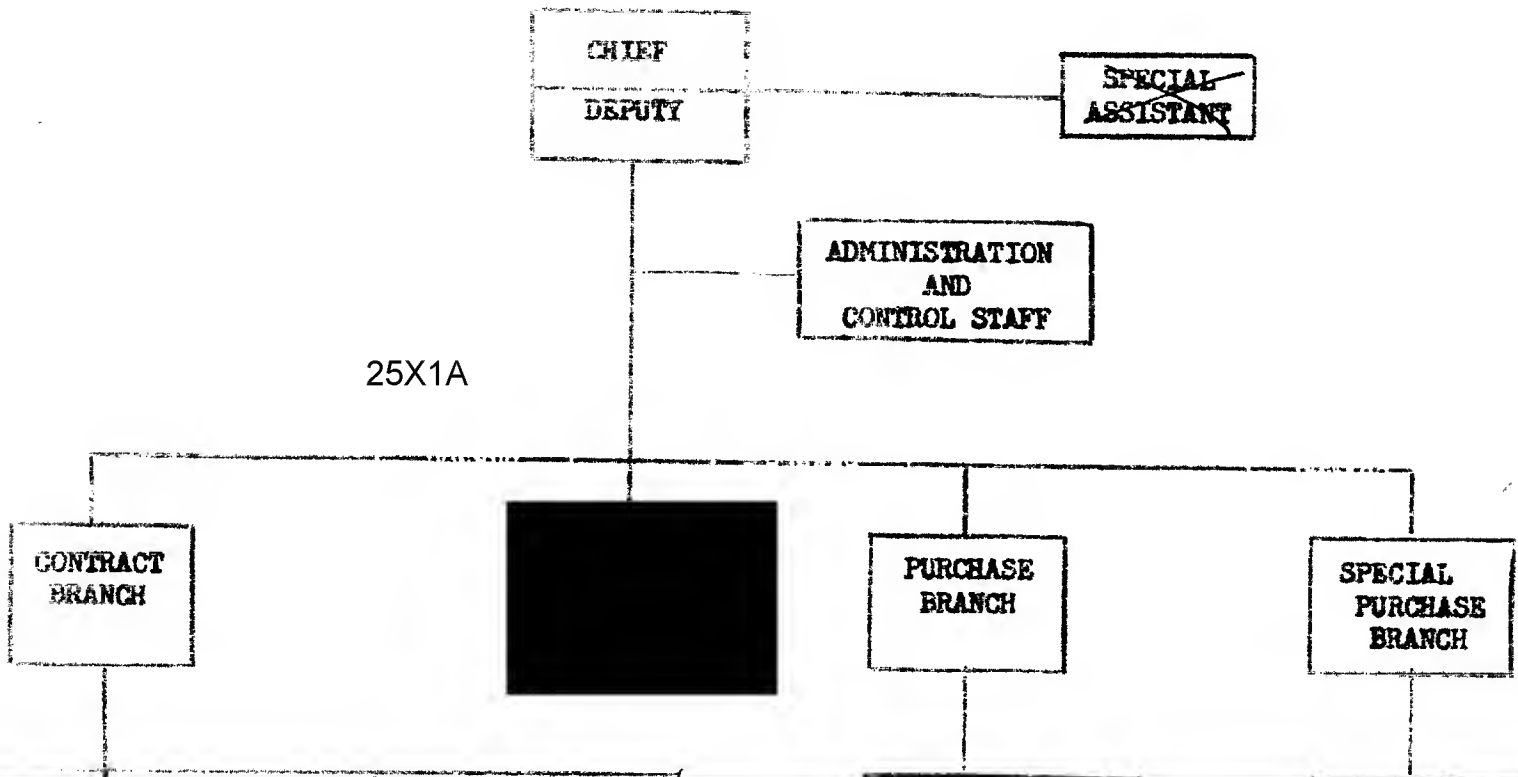 CHIEF
DEPUTY
SPECIAL
ASSISTANT
ADMINISTRATION
AND
CONTROL STAFF
25X1A
CONTRACT
BRANCH
PURCHASE
BRANCH
SPECIAL
PURCHASE
BRANCH